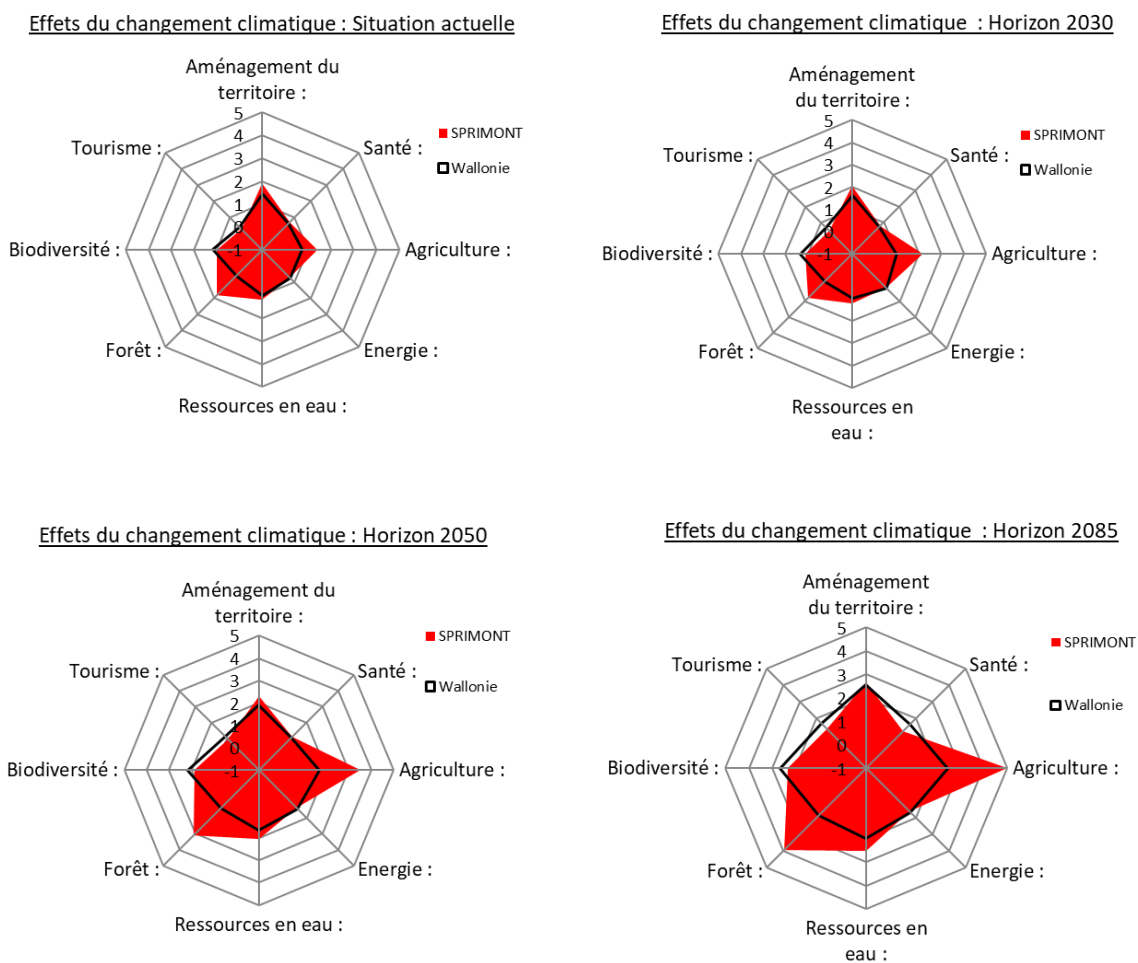 Effets du changement climatique : Situation actuelle
Aménagement du
territoire :
5
4
3
2
1
0
-1
Tourisme :
Santé :
SPRIMONT
Wallonie
Biodiversité :
Agriculture :
Forêt :
Energie :
Ressources en eau :
Effets du changement climatique : Horizon 2030
Aménagement
du territoire :
5
4
3
2
1
0
-1
Tourisme :
Santé :
SPRIMONT
Wallonie
Biodiversité :
Agriculture :
Forêt :
Energie :
Ressources en
eau :
Effets du changement climatique : Horizon 2050
Aménagement du
territoire :
5
4
3
2
1
0
-1
Tourisme :
Santé :
SPRIMONT
Wallonie
Biodiversité :
Agriculture :
Forêt :
Energie :
Ressources en eau :
Effets du changement climatique : Horizon 2085
Aménagement
du territoire :
5
4
3
2
1
0
-1
Tourisme :
Santé :
SPRIMONT
Wallonie
Biodiversité :
Agriculture :
Forêt :
Energie :
Ressources en
eau :